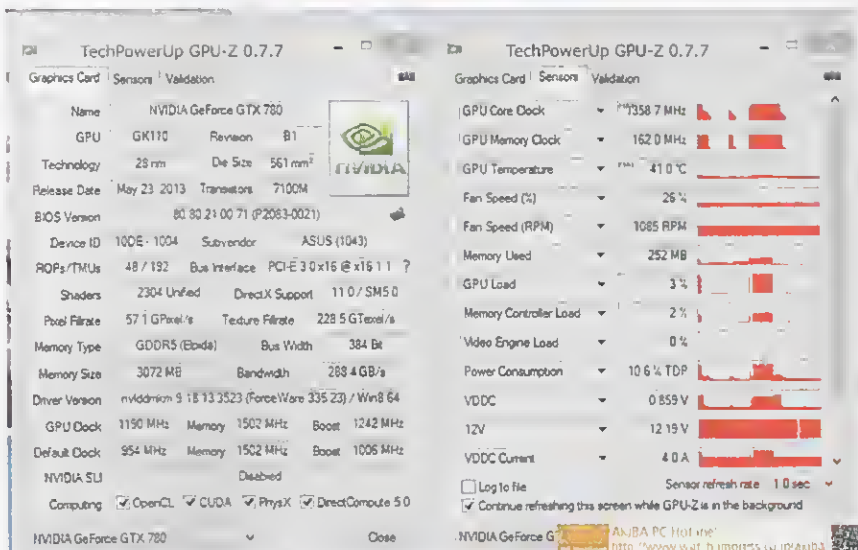 TechPowerUp GPU-Z 0.7.7
Graphics Card Sensors Validation
Name NVIDIA GeForce GTX 780
GPU GK110 Revision B1
nVIDIA
Technology 28 nm Die Size 561 mm²
Release Date May 23 2013 Transistors 7100M
BIOS Version 80 80 21 00 71 (P2083-0021)
Device ID 10DE - 1004 Subvendor ASUS (1043)
ROPs/TMUs 48 / 192 Bus Interface PCI-E 3.0 x16 @ x16 1.1 ?
Shaders 2304 Unified DirectX Support 11.0 / SM5.0
Pixel Fillrate 57.1 GPixel/s Texture Fillrate 228.5 GTexel/s
Memory Type GDDR5 (Elpida) Bus Width 384 Bit
Memory Size 3072 MB Bandwidth 288.4 GB/s
Driver Version nvlddmkm 9.18.13.3523 (ForceWare 335.23) / Win8 64
GPU Clock 1190 MHz Memory 1502 MHz Boost 1242 MHz
Default Clock 954 MHz Memory 1502 MHz Boost 1006 MHz
NVIDIA SLI Disabled
Computing OpenCL CUDA PhysX DirectCompute 5.0
NVIDIA GeForce GTX 780 Close
TechPowerUp GPU-Z 0.7.7
Graphics Card Sensors Validation
GPU Core Clock 1358.7 MHz
GPU Memory Clock 162.0 MHz
GPU Temperature 41.0 °C
Fan Speed (%) 26 %
Fan Speed (RPM) 1085 RPM
Memory Used 252 MB
GPU Load 3 %
Memory Controller Load 2 %
Video Engine Load 0 %
Power Consumption 10.6 % TDP
VDDC 0.859 V
12V 12.19 V
VDDC Current 4.0 A
Log to file Sensor refresh rate 1.0 sec
Continue refreshing this screen while GPU-Z is in the background
NVIDIA GeForce G
AKIBA PC Hotline!